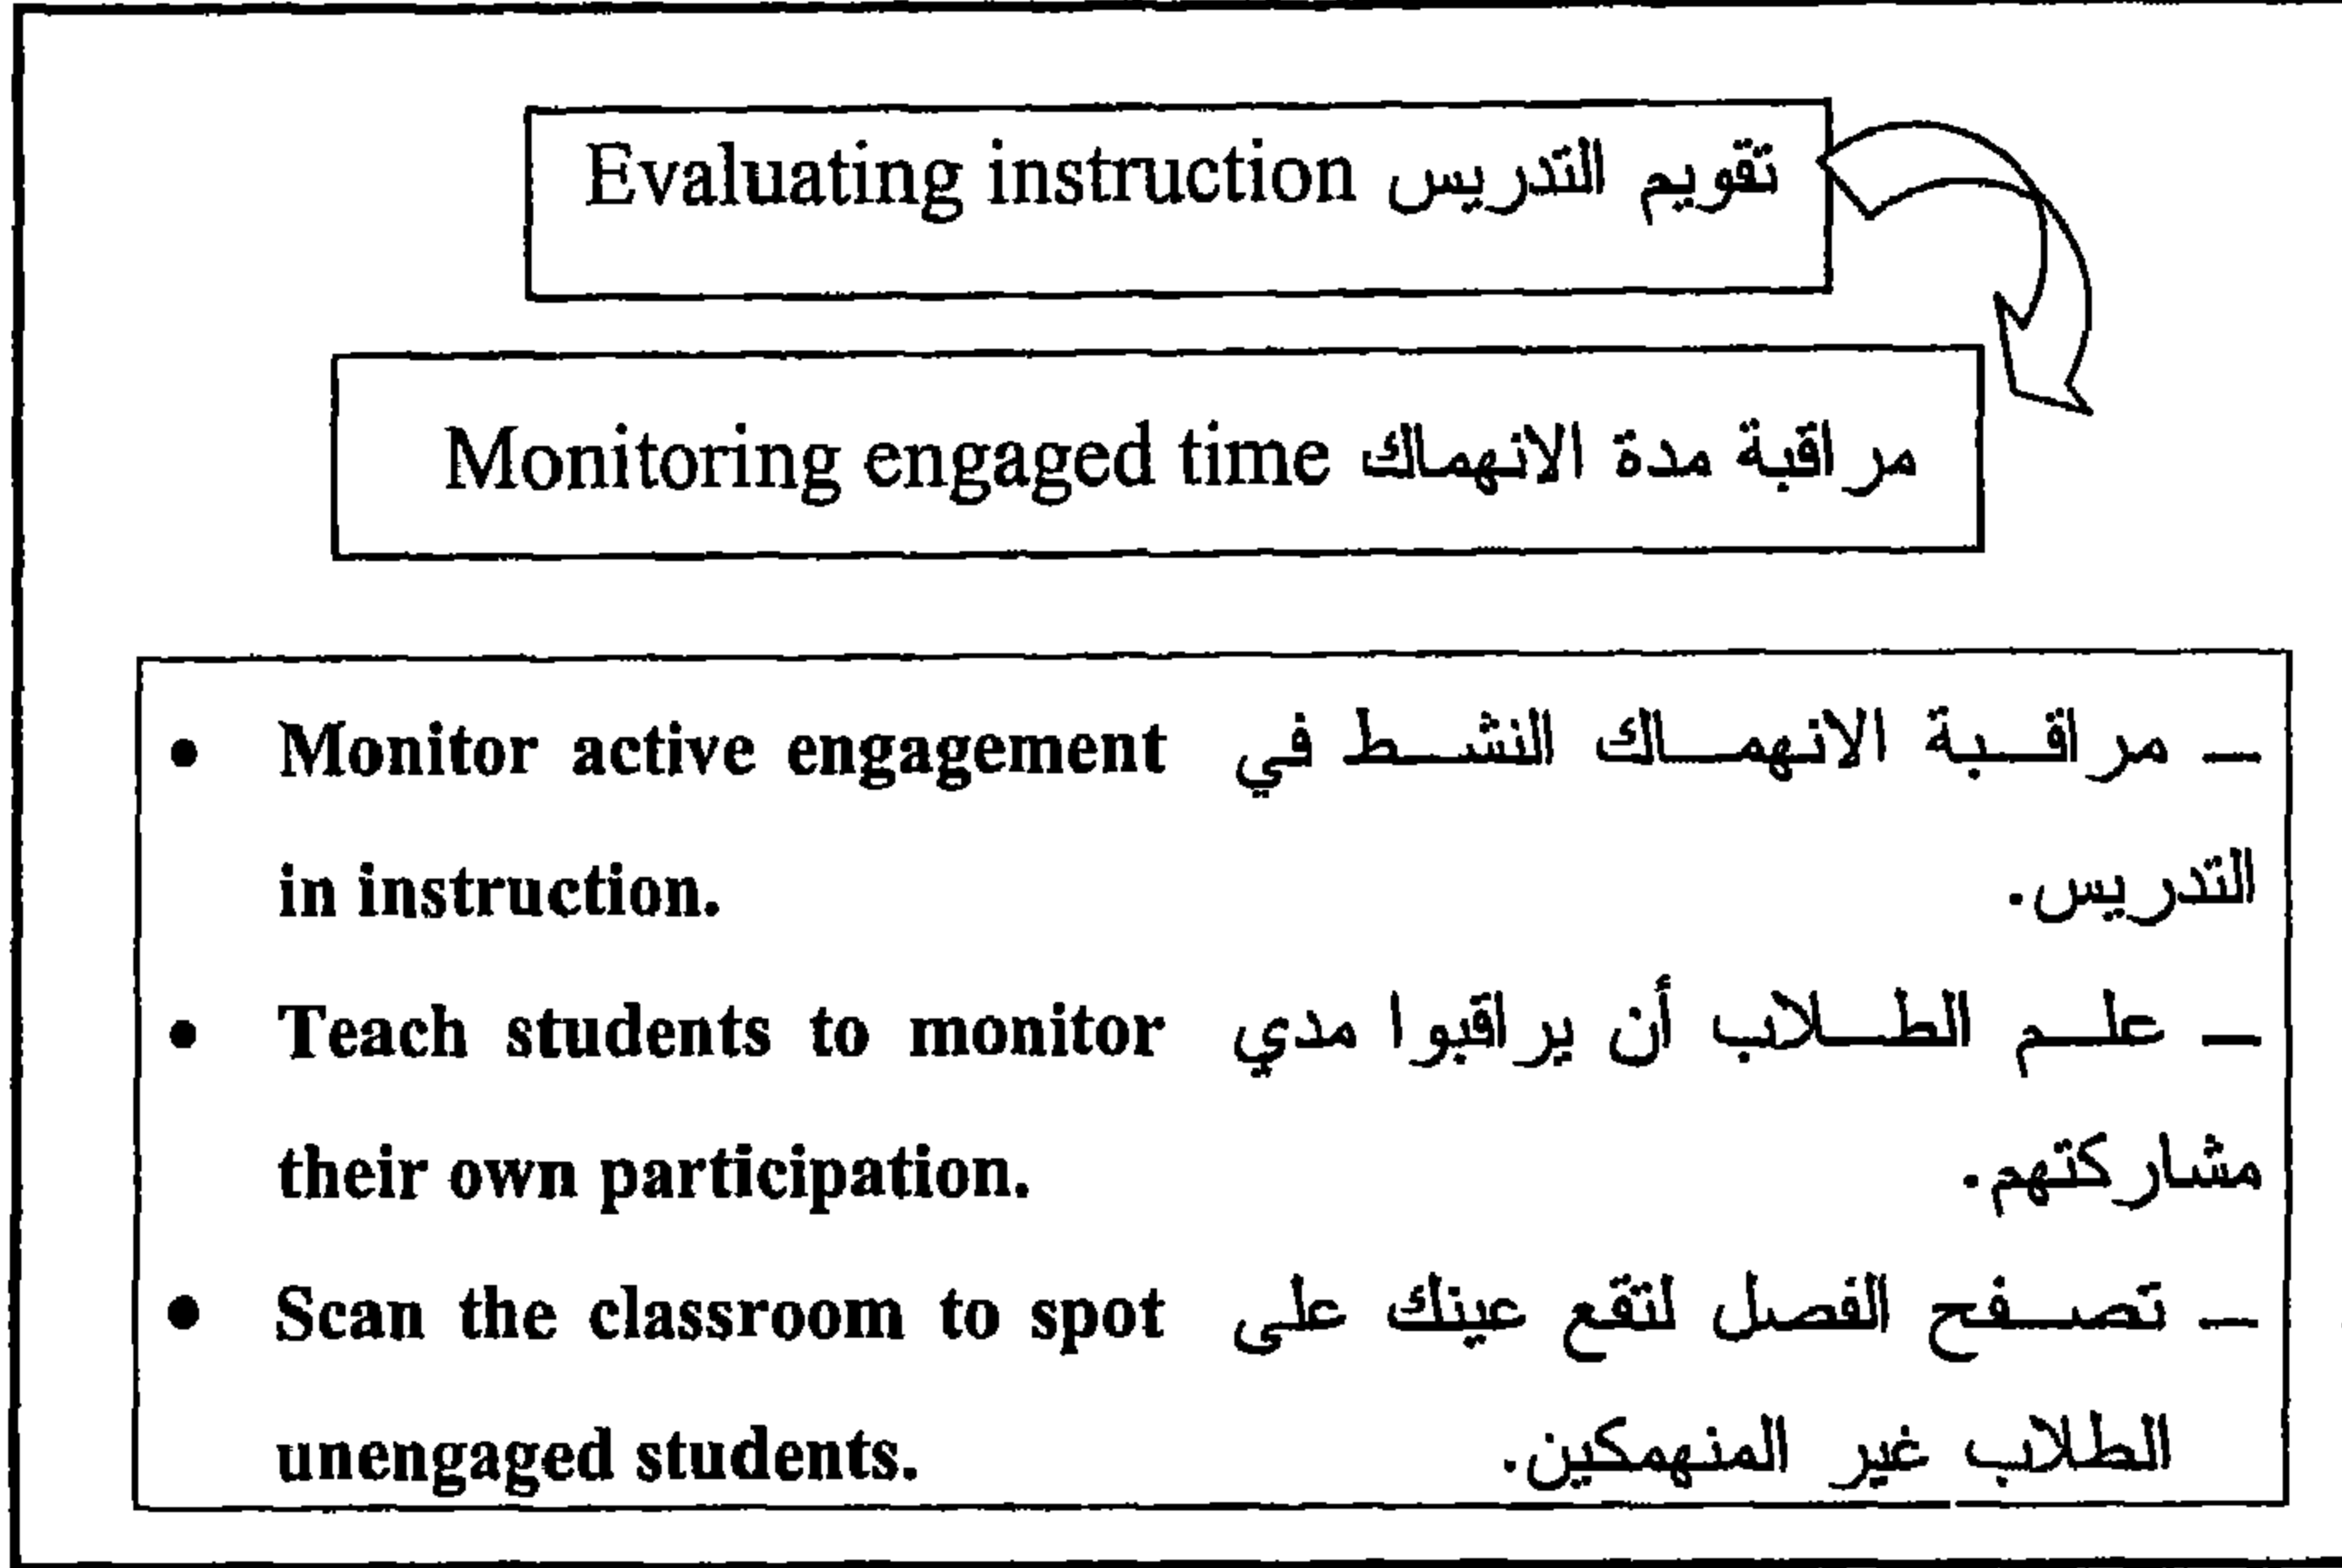 Evaluating instruction تقويم التدريس
Monitoring engaged time مراقبة مدة الانهماك
• Monitor active engagement – مراقبة الانهماك النشط في
in instruction. التدريس.
• Teach students to monitor – علم الطلاب أن يراقبوا مدي
their own participation. مشاركتهم.
• Scan the classroom to spot – تصفح الفصل لتقع عينك على
unengaged students. الطلاب غير المنهمكين.